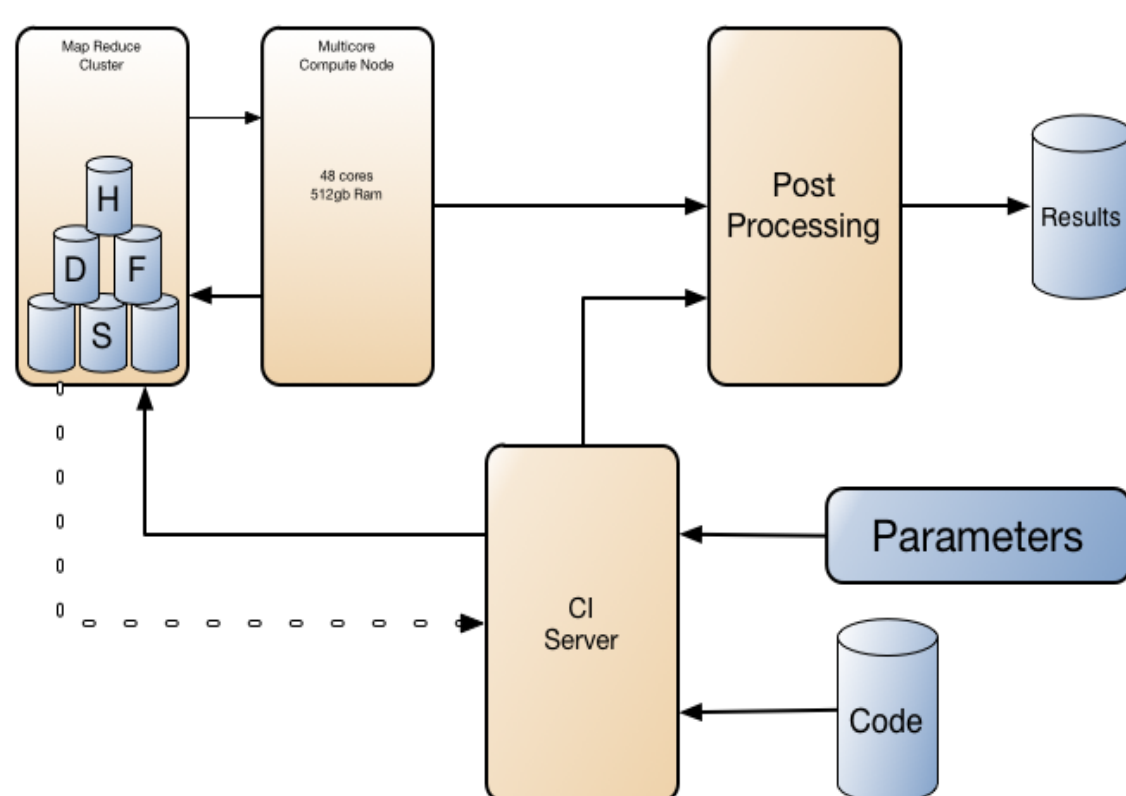 Map Reduce
Cluster
Multicore
Compute Node
48 cores
512gb Ram
H
D F
S
Post
Processing
Results
Parameters
CI
Server
Code